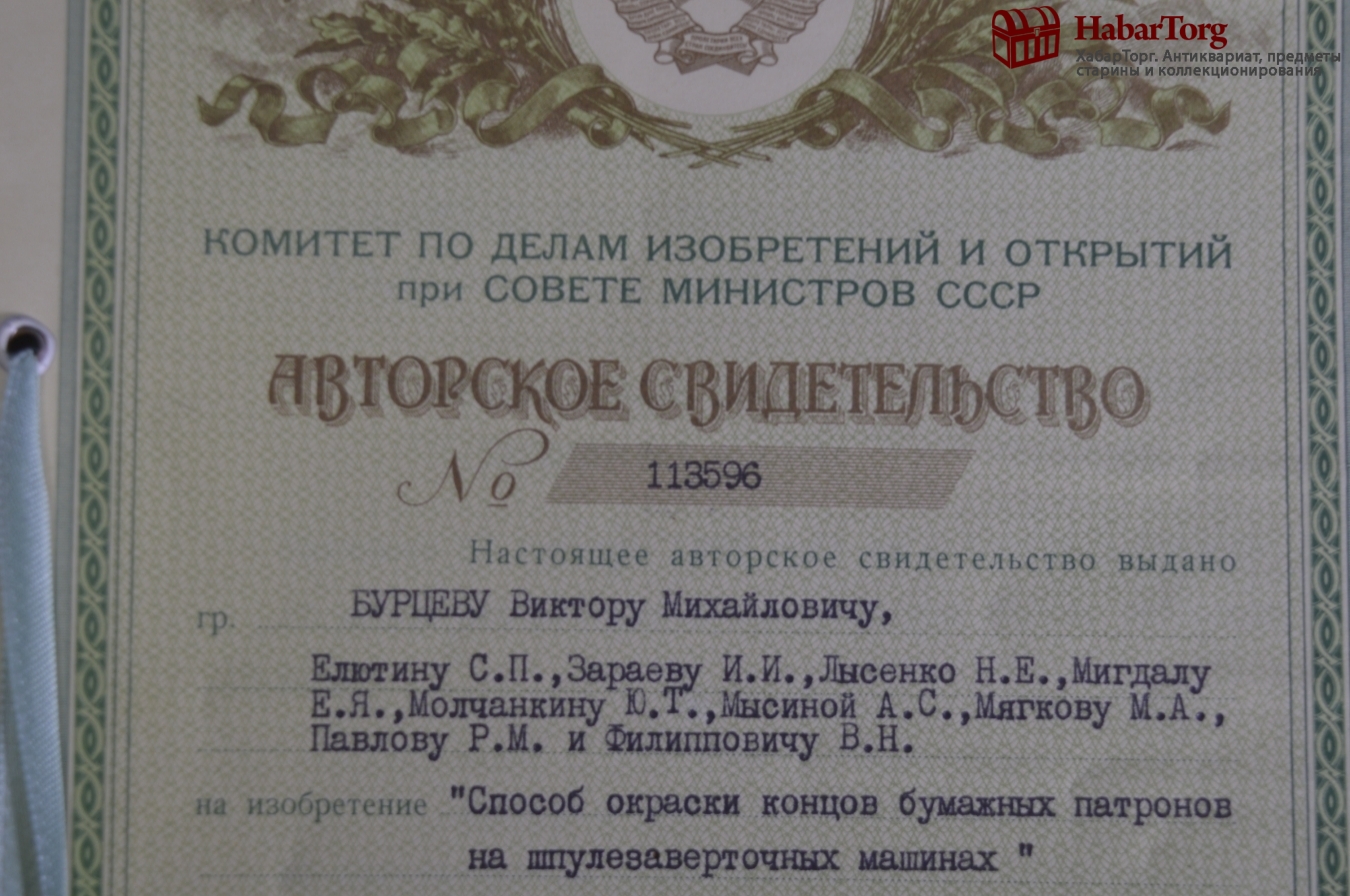 HabarTorg
ХабарТорг. Антиквариат, предметы
старины и коллекционирования
КОМИТЕТ ПО ДЕЛАМ ИЗОБРЕТЕНИЙ И ОТКРЫТИЙ
при СОВЕТЕ МИНИСТРОВ СССР
АВТОРСКОЕ СВИДЕТЕЛЬСТВО
№ 113596
Настоящее авторское свидетельство выдано
гр. БУРЦЕВУ Виктору Михайловичу,
Елютину С.П.,Зараеву И.И.,Лысенко Н.Е.,Мигдалу
Е.Я.,Молчанкину Ю.Т.,Мысиной А.С.,Мягкову М.А.,
Павлову Р.М. и Филипповичу В.Н.
на изобретение "Способ окраски концов бумажных патронов
на шпулезаверточных машинах "